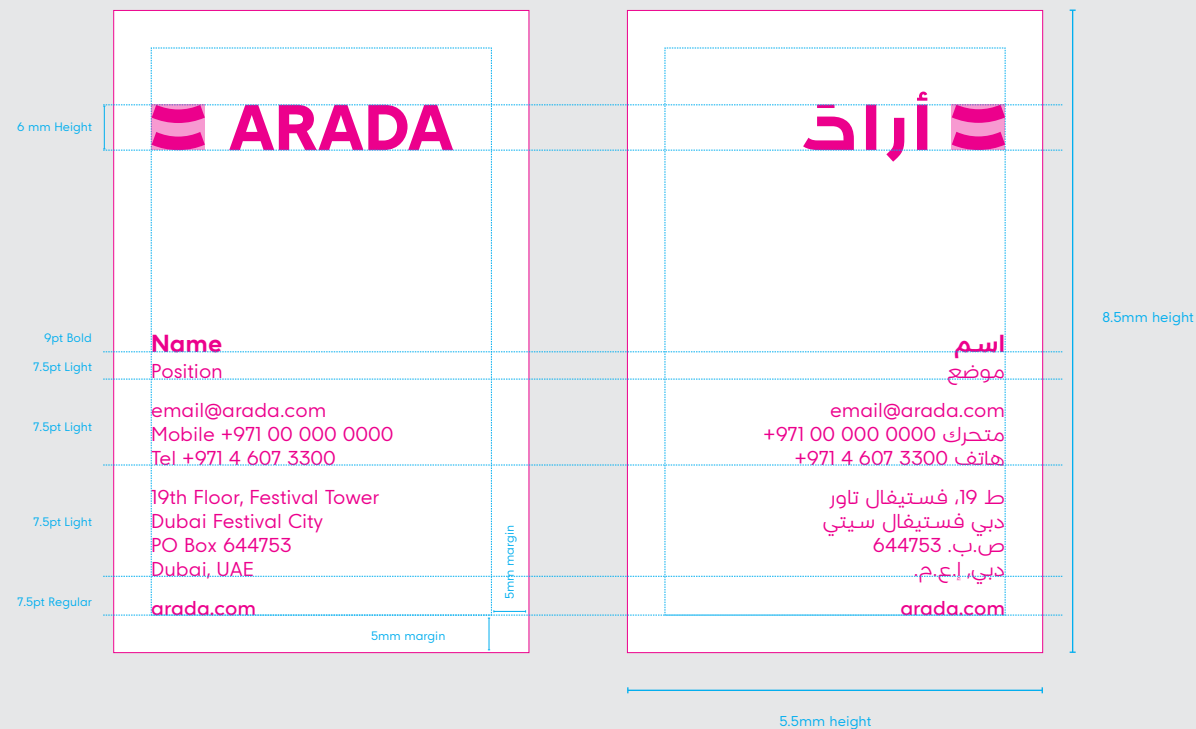 6 mm Height
ARADA
أراد
9pt Bold
Name
7.5pt Light
Position
7.5pt Light
email@arada.com
Mobile +971 00 000 0000
Tel +971 4 607 3300
7.5pt Light
19th Floor, Festival Tower
Dubai Festival City
PO Box 644753
Dubai, UAE
7.5pt Regular
arada.com
5mm margin
5mm margin
اسم
موضع
email@arada.com
متحرك 0000 000 00 971+
هاتف 3300 607 4 971+
ط 19، فستيفال تاور
دبي فستيفال سيتي
ص.ب. 644753
دبي, إ.ع.م.
arada.com
8.5mm height
5.5mm height